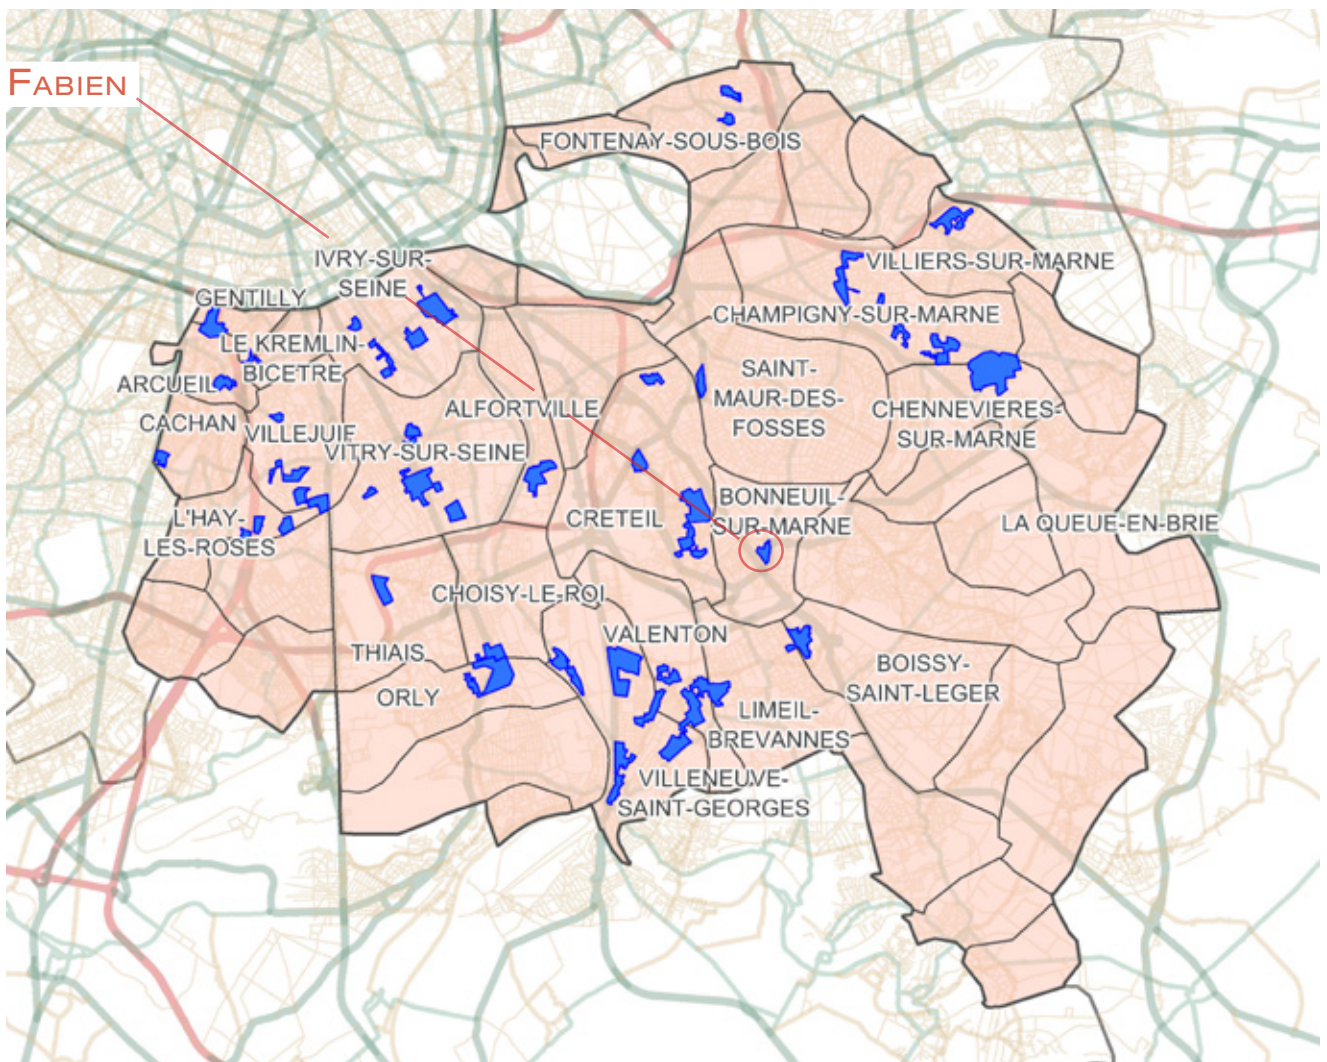 FABIEN
FONTENAY-SOUS-BOIS
IVRY-SUR-
SEINE
VILLIERS-SUR-MARNE
GENTILLY
CHAMPIGNY-SUR-MARNE
LE KREMLIN-
BICETRE
ARCUEIL
SAINT-
MAUR-DES-
FOSSES
CACHAN
ALFORTVILLE
CHENNEVIERES-
SUR-MARNE
VILLEJUIF
VITRY-SUR-SEINE
L'HAY-
LES-ROSES
CRETEIL
BONNEUIL-
SUR-MARNE
LA QUEUE-EN-BRIE
CHOISY-LE-ROI
VALENTON
THIAIS
ORLY
BOISSY-
SAINT-LEGER
LIMEIL-
BREVANNES
VILLENEUVE-
SAINT-GEORGES